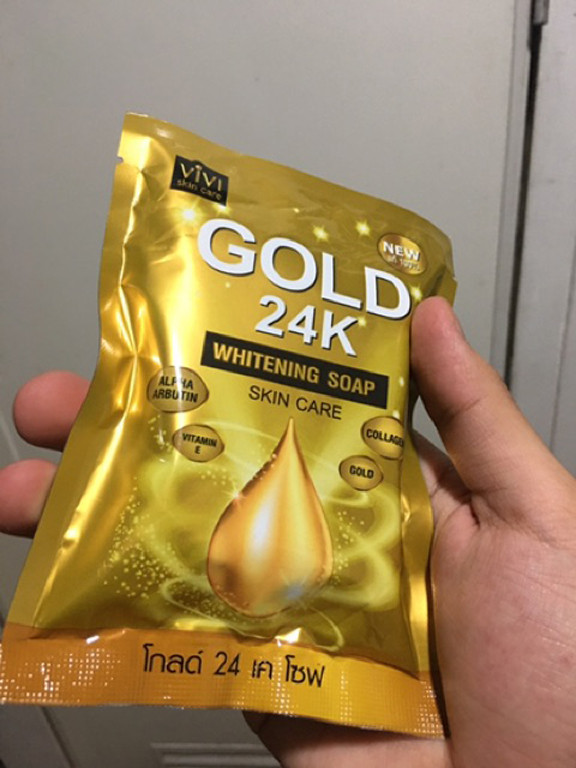 ViVi
skin care
NEW
GOLD
24K
WHITENING SOAP
SKIN CARE
ALPHA
ARBUTIN
VITAMIN
E
COLLAGEN
GOLD
โกลด์ 24 เค โซฟ